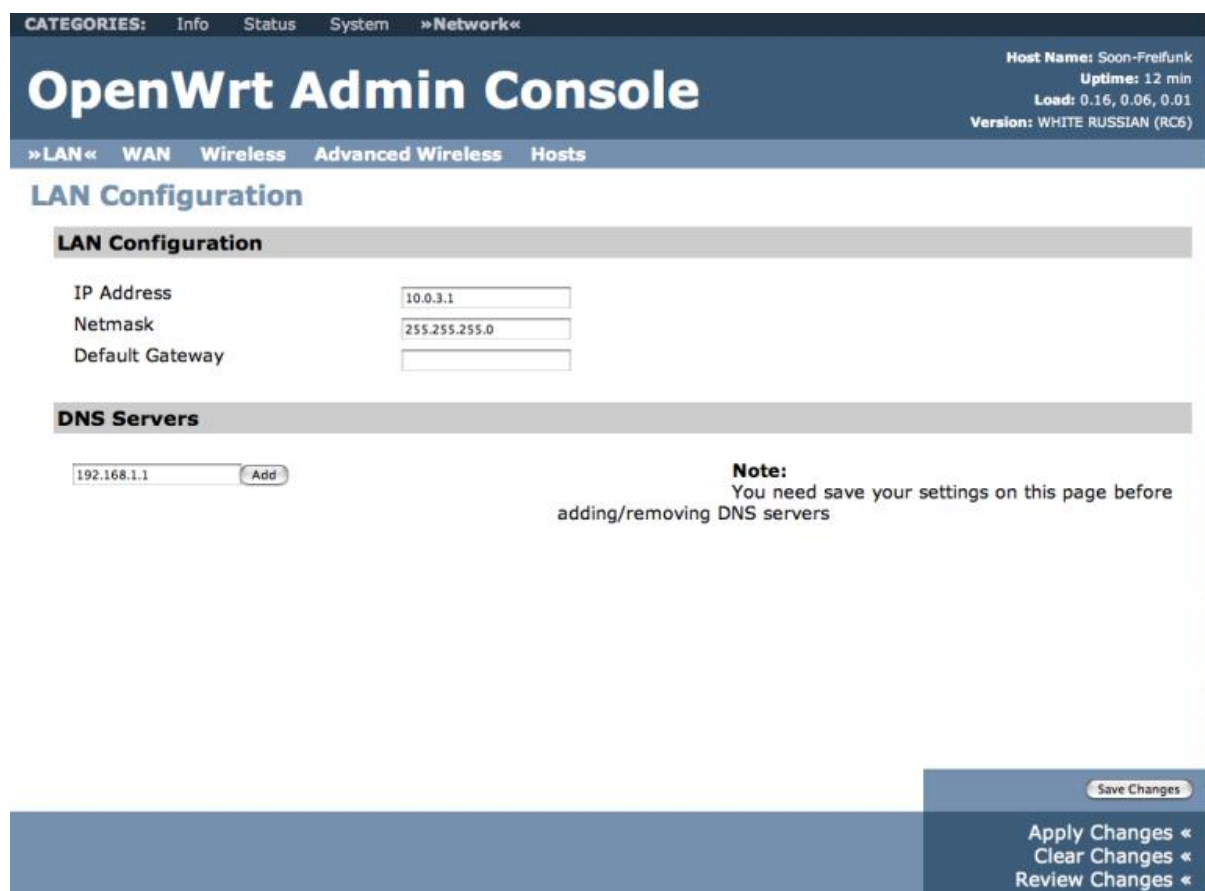 CATEGORIES: Info Status System »Network«
OpenWrt Admin Console
Host Name: Soon-Freifunk
Uptime: 12 min
Load: 0.16, 0.06, 0.01
Version: WHITE RUSSIAN (RC6)
»LAN« WAN Wireless Advanced Wireless Hosts
LAN Configuration
LAN Configuration
IP Address 10.0.3.1
Netmask 255.255.255.0
Default Gateway
DNS Servers
192.168.1.1 Add
Note:
You need save your settings on this page before
adding/removing DNS servers
Save Changes
Apply Changes «
Clear Changes «
Review Changes «